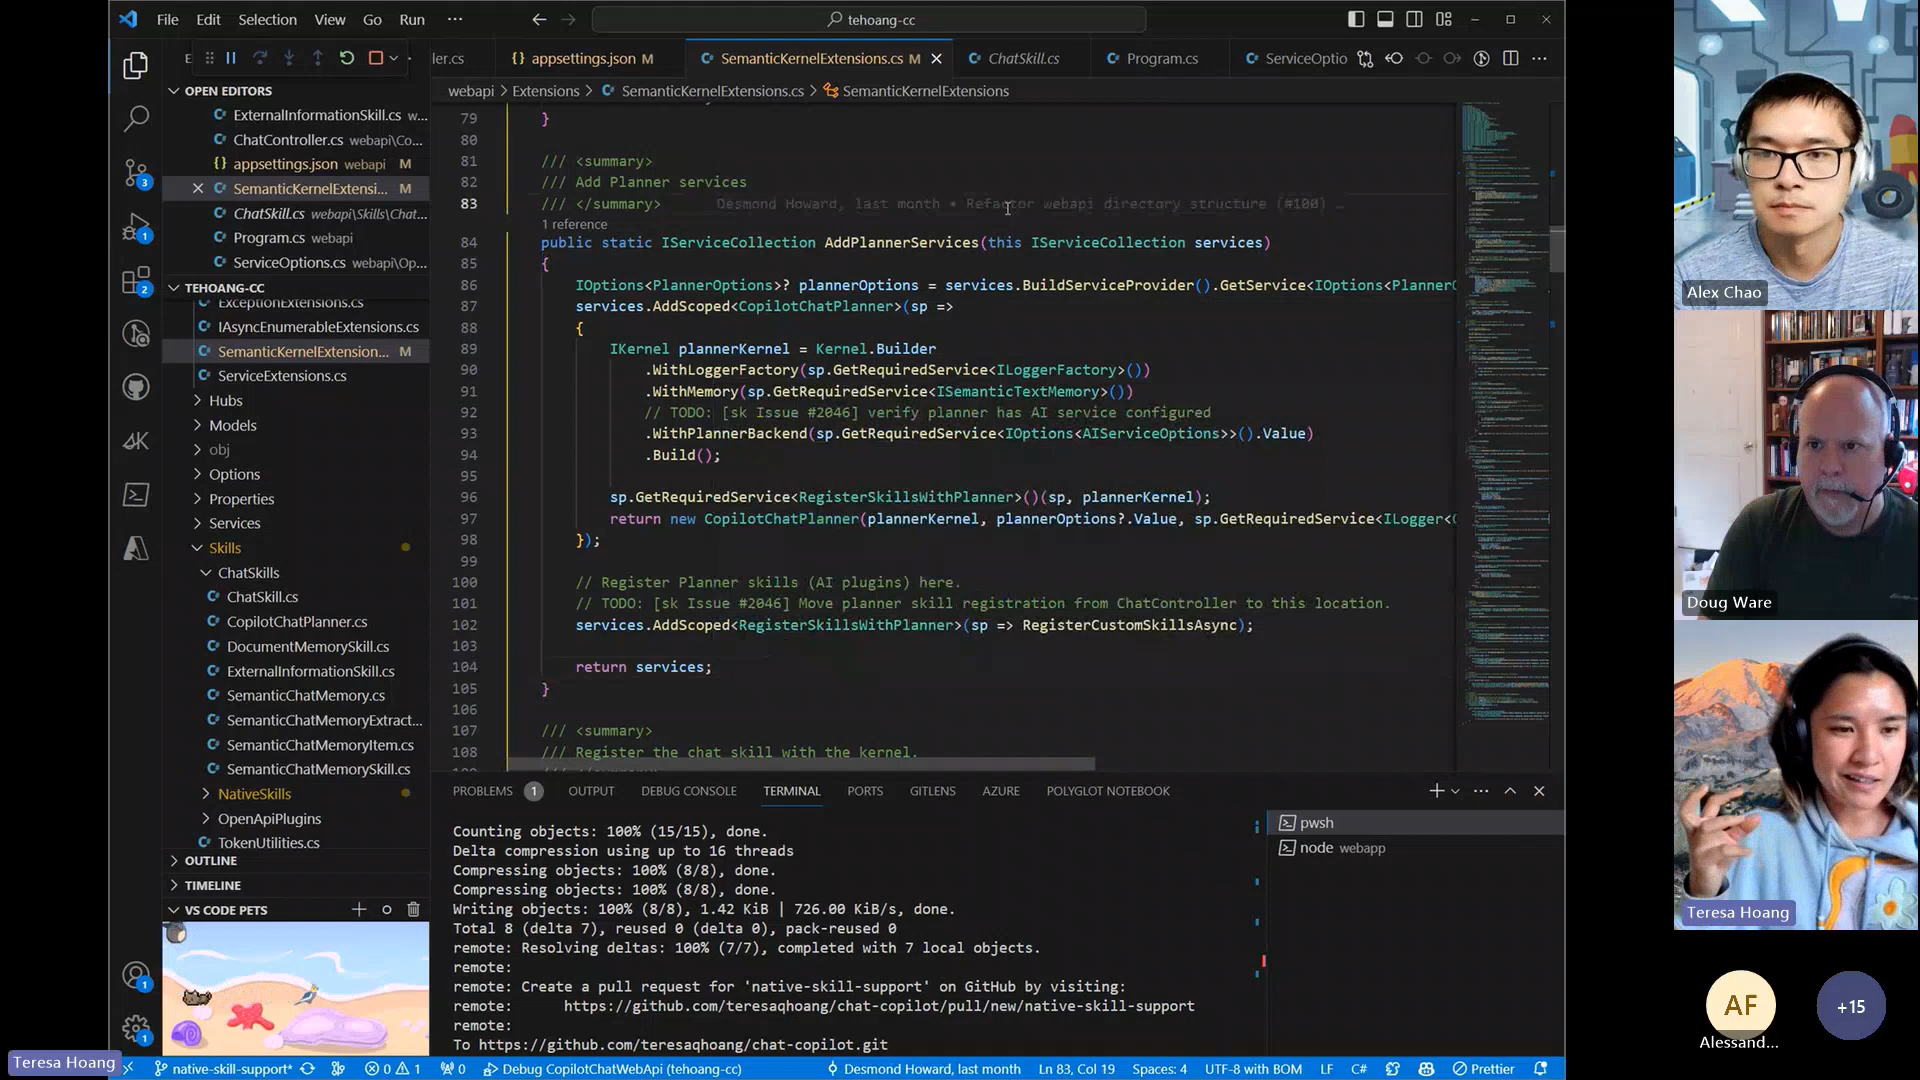 File Edit Selection View Go Run ···
tehoang-cc
ler.cs
appsettings.json M
SemanticKernelExtensions.cs M
ChatSkill.cs
Program.cs
ServiceOptio
webapi > Extensions > SemanticKernelExtensions.cs > SemanticKernelExtensions
OPEN EDITORS
ExternalInformationSkill.cs w...
ChatController.cs webapi\Co...
appsettings.json webapi M
SemanticKernelExtensi... M
ChatSkill.cs webapi\Skills\Chat...
Program.cs webapi
ServiceOptions.cs webapi\Op...
TEHOANG-CC
ExceptionExtensions.cs
IAsyncEnumerableExtensions.cs
SemanticKernelExtension... M
ServiceExtensions.cs
Hubs
Models
obj
Options
Properties
Services
Skills
ChatSkills
ChatSkill.cs
CopilotChatPlanner.cs
DocumentMemorySkill.cs
ExternalInformationSkill.cs
SemanticChatMemory.cs
SemanticChatMemoryExtract...
SemanticChatMemoryItem.cs
SemanticChatMemorySkill.cs
NativeSkills
OpenApiPlugins
TokenUtilities.cs
OUTLINE
TIMELINE
VS CODE PETS
79 }
80
81 /// <summary>
82 /// Add Planner services
83 /// </summary> Desmond Howard, last month • Refactor webapi directory structure (#100) …
1 reference
84 public static IServiceCollection AddPlannerServices(this IServiceCollection services)
85 {
86 IOptions<PlannerOptions>? plannerOptions = services.BuildServiceProvider().GetService<IOptions<PlannerO
87 services.AddScoped<CopilotChatPlanner>(sp =>
88 {
89 IKernel plannerKernel = Kernel.Builder
90 .WithLoggerFactory(sp.GetRequiredService<ILoggerFactory>())
91 .WithMemory(sp.GetRequiredService<ISemanticTextMemory>())
92 // TODO: [sk Issue #2046] verify planner has AI service configured
93 .WithPlannerBackend(sp.GetRequiredService<IOptions<AIServiceOptions>>().Value)
94 .Build();
95
96 sp.GetRequiredService<RegisterSkillsWithPlanner>()(sp, plannerKernel);
97 return new CopilotChatPlanner(plannerKernel, plannerOptions?.Value, sp.GetRequiredService<ILogger<C
98 });
99
100 // Register Planner skills (AI plugins) here.
101 // TODO: [sk Issue #2046] Move planner skill registration from ChatController to this location.
102 services.AddScoped<RegisterSkillsWithPlanner>(sp => RegisterCustomSkillsAsync);
103
104 return services;
105 }
106
107 /// <summary>
108 /// Register the chat skill with the kernel.
PROBLEMS 1 OUTPUT DEBUG CONSOLE TERMINAL PORTS GITLENS AZURE POLYGLOT NOTEBOOK
Counting objects: 100% (15/15), done.
Delta compression using up to 16 threads
Compressing objects: 100% (8/8), done.
Compressing objects: 100% (8/8), done.
Writing objects: 100% (8/8), 1.42 KiB | 726.00 KiB/s, done.
Total 8 (delta 7), reused 0 (delta 0), pack-reused 0
remote: Resolving deltas: 100% (7/7), completed with 7 local objects.
remote:
remote: Create a pull request for 'native-skill-support' on GitHub by visiting:
remote: https://github.com/teresaqhoang/chat-copilot/pull/new/native-skill-support
remote:
To https://github.com/teresaqhoang/chat-copilot.git
pwsh
node webapp
native-skill-support* 0 1 0 Debug CopilotChatWebApi (tehoang-cc) Desmond Howard, last month Ln 83, Col 19 Spaces: 4 UTF-8 with BOM LF C# Prettier
Teresa Hoang
Alex Chao
Doug Ware
Teresa Hoang
AF
Alessand...
+15